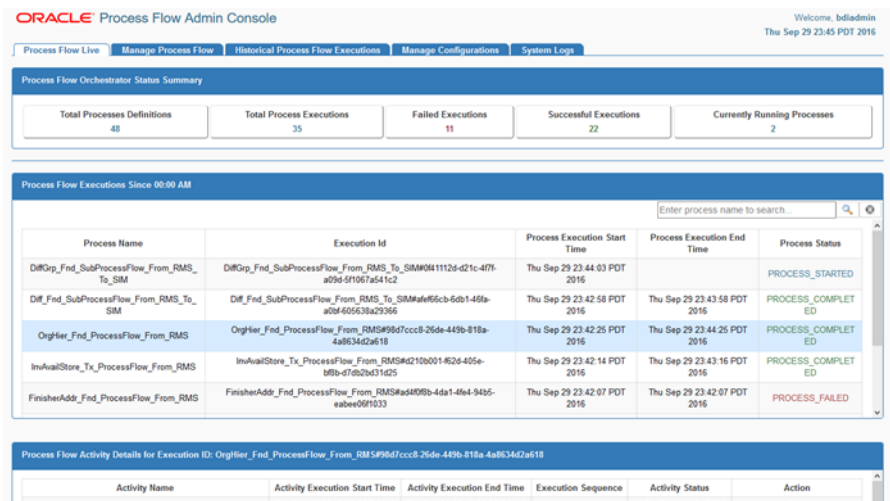 ORACLE Process Flow Admin Console
Welcome, bdiadmin
Thu Sep 29 23:45 PDT 2016
Process Flow Live
Manage Process Flow
Historical Process Flow Executions
Manage Configurations
System Logs
Process Flow Orchestrator Status Summary
Total Processes Definitions
48
Total Process Executions
35
Failed Executions
11
Successful Executions
22
Currently Running Processes
2
Process Flow Executions Since 00:00 AM
Enter process name to search...
Process Name
Execution Id
Process Execution Start
Time
Process Execution End
Time
Process Status
DiffGrp_Fnd_SubProcessFlow_From_RMS_
To_SIM
DiffGrp_Fnd_SubProcessFlow_From_RMS_To_SIM#0f41112d-d21c-4f7f-
a09d-5f1067a541c2
Thu Sep 29 23:44:03 PDT
2016
PROCESS_STARTED
Diff_Fnd_SubProcessFlow_From_RMS_To_
SIM
Diff_Fnd_SubProcessFlow_From_RMS_To_SIM#afef66cb-6db1-46fa-
a0bf-605638a29366
Thu Sep 29 23:42:58 PDT
2016
Thu Sep 29 23:43:58 PDT
2016
PROCESS_COMPLET
ED
OrgHier_Fnd_ProcessFlow_From_RMS
OrgHier_Fnd_ProcessFlow_From_RMS#98d7ccc8-26de-449b-818a-
4a8634d2a618
Thu Sep 29 23:42:25 PDT
2016
Thu Sep 29 23:44:25 PDT
2016
PROCESS_COMPLET
ED
InvAvailStore_Tx_ProcessFlow_From_RMS
InvAvailStore_Tx_ProcessFlow_From_RMS#d210b001-f62d-405e-
bf8b-d7db2bd31d25
Thu Sep 29 23:42:14 PDT
2016
Thu Sep 29 23:43:16 PDT
2016
PROCESS_COMPLET
ED
FinisherAddr_Fnd_ProcessFlow_From_RMS
FinisherAddr_Fnd_ProcessFlow_From_RMS#ad4f0f8b-4da1-4fe4-94b5-
eabee06f1033
Thu Sep 29 23:42:07 PDT
2016
Thu Sep 29 23:42:07 PDT
2016
PROCESS_FAILED
Process Flow Activity Details for Execution ID: OrgHier_Fnd_ProcessFlow_From_RMS#98d7ccc8-26de-449b-818a-4a8634d2a618
Activity Name
Activity Execution Start Time
Activity Execution End Time
Execution Sequence
Activity Status
Action